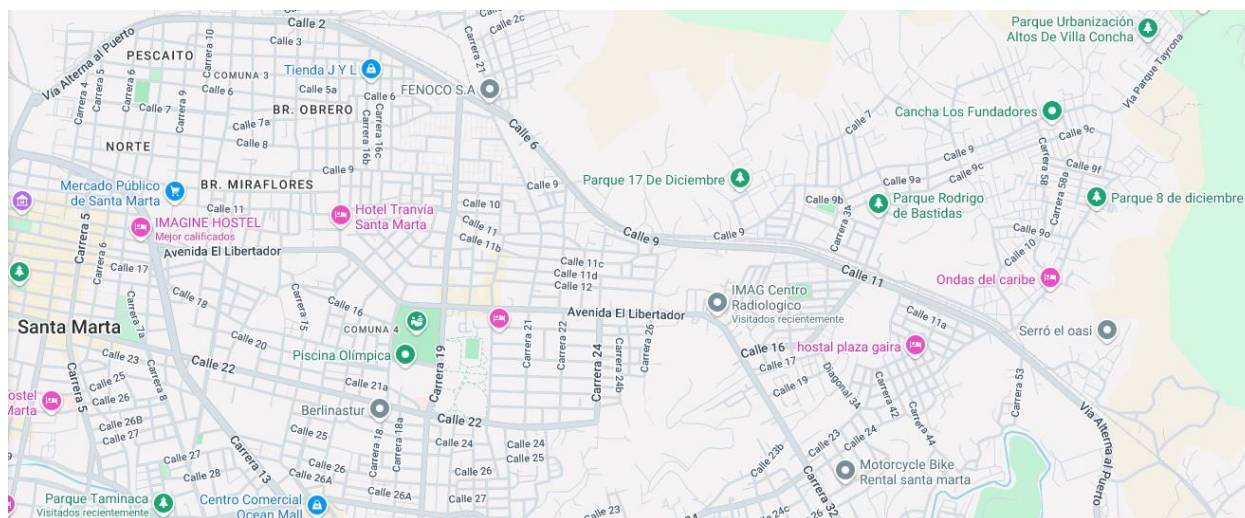 Calle 2
Calle 2c
Parque Urbanización
Altos De Villa Concha
Carrera 10
Calle 3
Carrera 21
PESCAITO
Vía Alterna al Puerto
Carrera 5
Carrera 6
COMUNA 3
Tienda J Y L
Vía Parque Tayrona
Carrera 4
Calle 6
Calle 5a
Calle 6
FENOCO S.A
Carrera 9
Calle 7
BR. OBRERO
Cancha Los Fundadores
Calle 7a
Carrera 16b
Carrera 16c
Calle 6
Calle 7
Calle 9c
NORTE
Calle 8
Calle 9
Calle 9
Calle 9c
Carrera 58
Calle 9f
Carrera 58a
Mercado Público
de Santa Marta
BR. MIRAFLORES
Calle 9
Parque 17 De Diciembre
Calle 9a
Calle 9b
Parque Rodrigo
de Bastidas
Parque 8 de diciembre
Carrera 5
Calle 11
Calle 10
Hotel Tranvía
Santa Marta
IMAGINE HOSTEL
Mejor calificados
Calle 11
Carrera 34
Calle 9
Calle 9
Calle 9o
Carrera 6
Avenida El Libertador
Calle 11b
Calle 10
Calle 17
Calle 11c
Calle 11d
Calle 11
Ondas del caribe
Calle 18
Calle 12
IMAG Centro
Radiologico
Visitados recientemente
Carrera 15
Calle 16
Avenida El Libertador
Calle 11a
Santa Marta
Carrera 7a
COMUNA 4
Serró el oasi
Calle 20
Carrera 21
Carrera 22
Carrera 24
Carrera 24b
Carrera 26
Calle 16
hostal plaza gaira
Calle 23
Calle 22
Piscina Olímpica
Carrera 19
Calle 17
Calle 19
Diagonal 34
Carrera 42
Carrera 53
Calle 25
Carrera 8
Calle 21a
Calle 26
Carrera 5
Berlinastur
Calle 22
Calle 26B
Calle 27
Carrera 18
Carrera 18a
Calle 25
Calle 24
Calle 24
Calle 25
Calle 23
Calle 24
Carrera 44
Vía Alterna al Puerto
Calle 27
Calle 28
Carrera 13
Calle 26
Calle 26
Calle 23b
Motorcycle Bike
Rental santa marta
Calle 26A
Calle 27
Carrera 32
Parque Taminaca
Visitados recientemente
Centro Comercial
Ocean Mall
Calle 23
Calle 24c